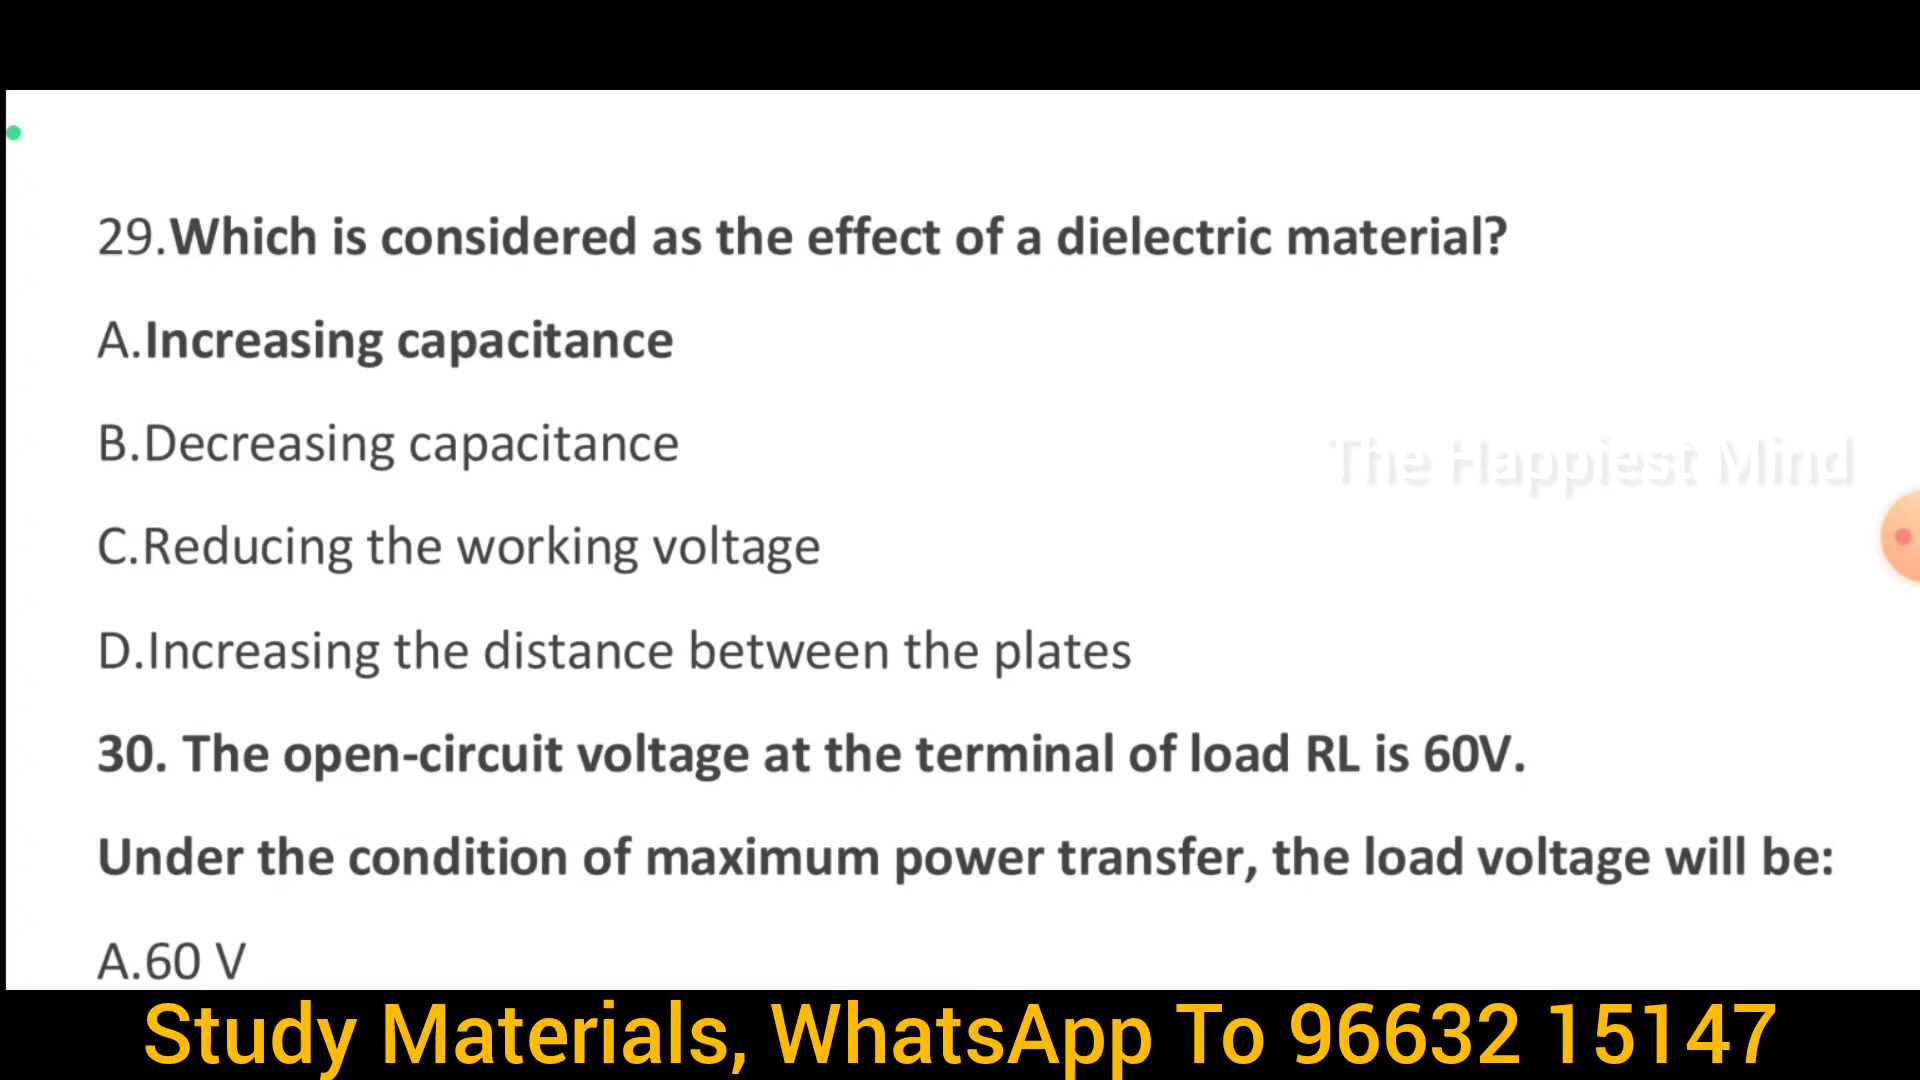 29.Which is considered as the effect of a dielectric material?
A.Increasing capacitance
B.Decreasing capacitance
The Happiest Mind
C.Reducing the working voltage
D.Increasing the distance between the plates
30. The open-circuit voltage at the terminal of load RL is 60V.
Under the condition of maximum power transfer, the load voltage will be:
A.60 V
Study Materials, WhatsApp To 96632 15147